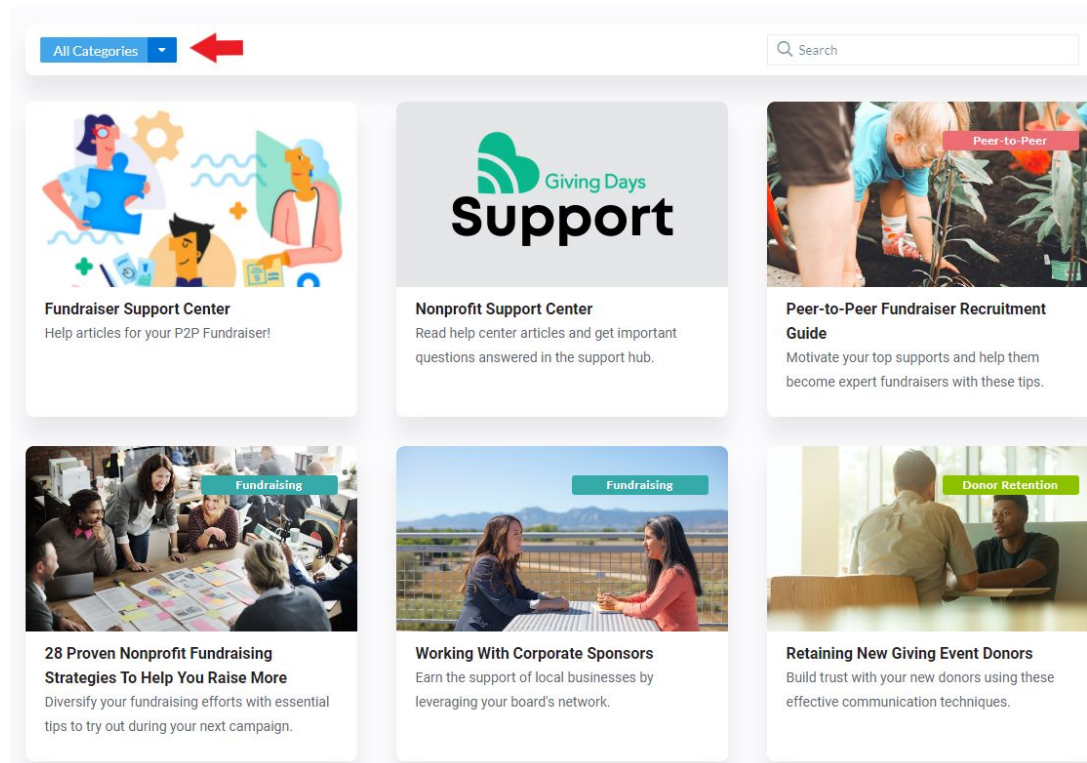 All Categories
Search
Peer-to-Peer
Giving Days
Support
Fundraiser Support Center
Help articles for your P2P Fundraiser!
Nonprofit Support Center
Read help center articles and get important
questions answered in the support hub.
Peer-to-Peer Fundraiser Recruitment
Guide
Motivate your top supports and help them
become expert fundraisers with these tips.
Fundraising
Fundraising
Donor Retention
28 Proven Nonprofit Fundraising
Strategies To Help You Raise More
Diversify your fundraising efforts with essential
tips to try out during your next campaign.
Working With Corporate Sponsors
Earn the support of local businesses by
leveraging your board's network.
Retaining New Giving Event Donors
Build trust with your new donors using these
effective communication techniques.